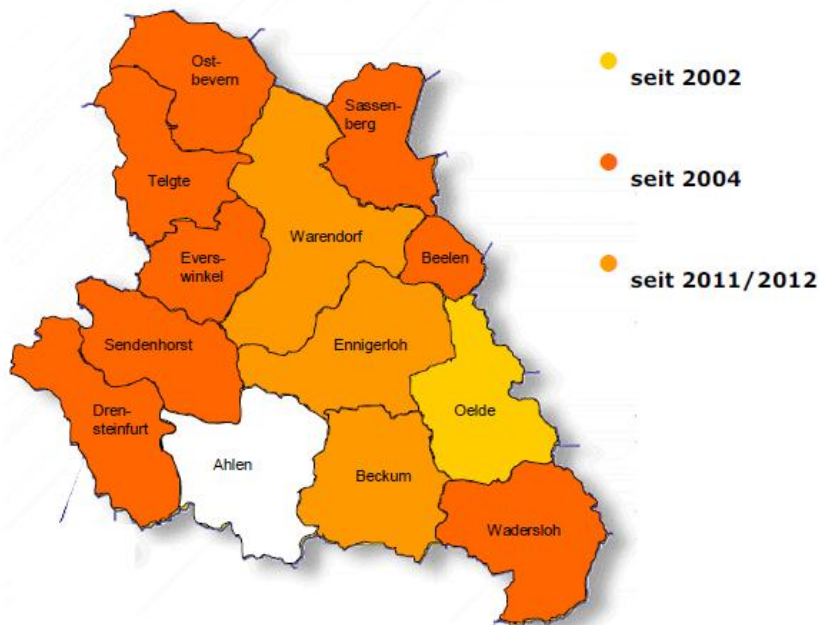 Ost-
bevern
seit 2002
Sassen-
berg
Telgte
seit 2004
Warendorf
Evers-
winkel
Beelen
seit 2011/2012
Sendenhorst
Ennigerloh
Dren-
steinfurt
Oelde
Ahlen
Beckum
Wadersloh